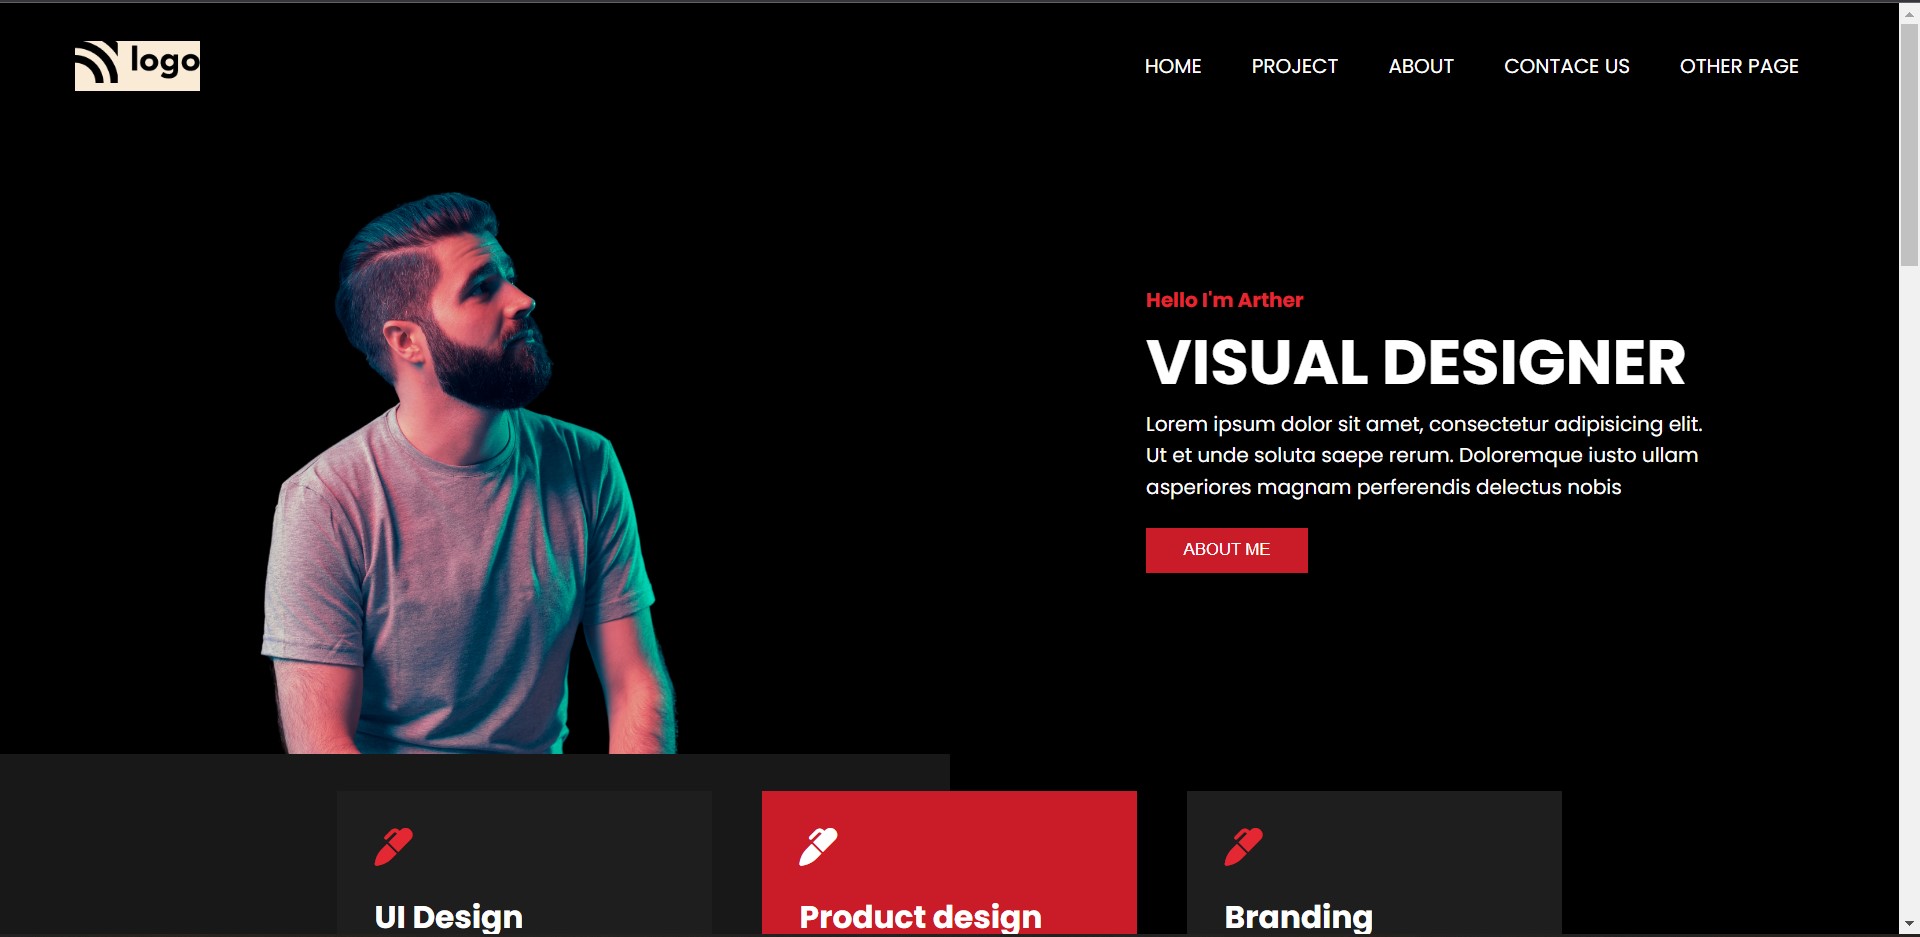 logo
HOME PROJECT ABOUT CONTACE US OTHER PAGE
Hello I'm Arther
VISUAL DESIGNER
Lorem ipsum dolor sit amet, consectetur adipisicing elit.
Ut et unde soluta saepe rerum. Doloremque iusto ullam
asperiores magnam perferendis delectus nobis
ABOUT ME
UI Design
Product design
Branding